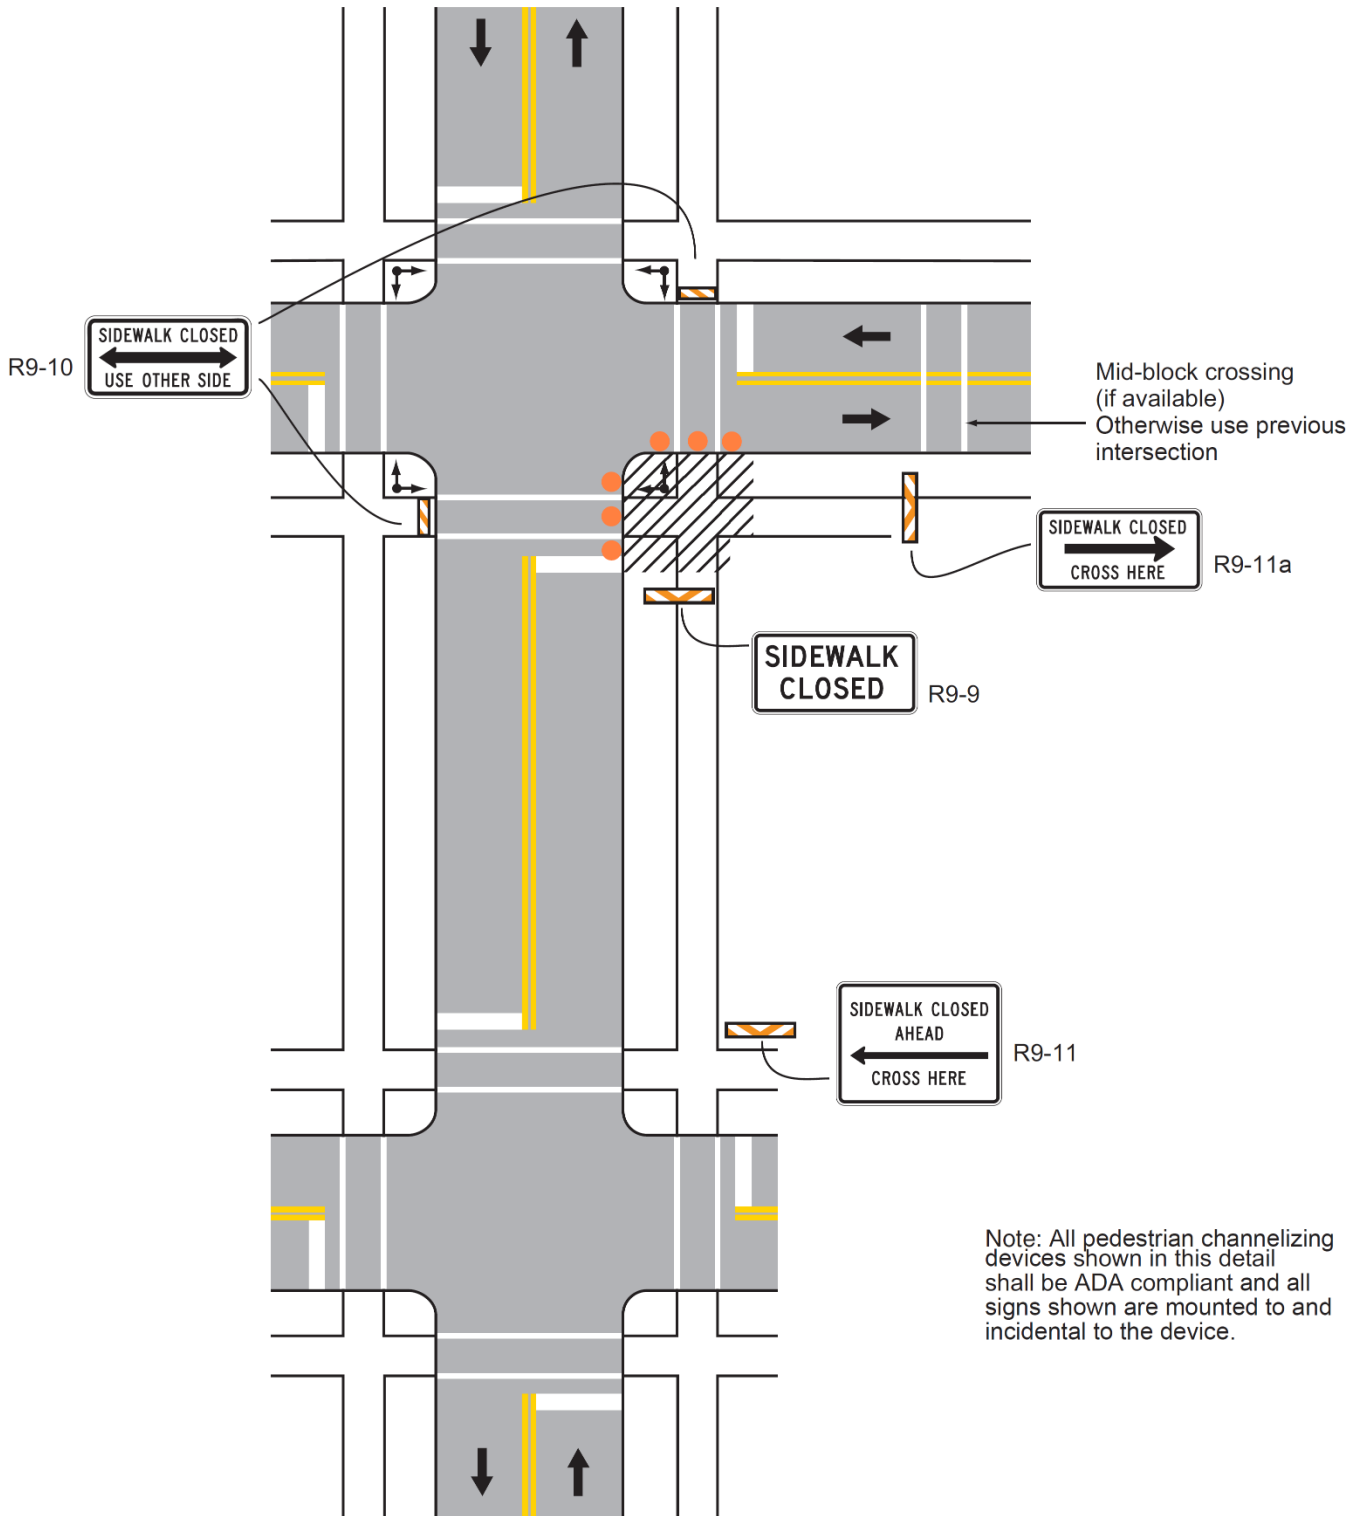 SIDEWALK CLOSED
USE OTHER SIDE
R9-10
Mid-block crossing
(if available)
Otherwise use previous
intersection
SIDEWALK CLOSED
CROSS HERE
R9-11a
SIDEWALK
CLOSED
R9-9
SIDEWALK CLOSED
AHEAD
CROSS HERE
R9-11
Note: All pedestrian channelizing
devices shown in this detail
shall be ADA compliant and all
signs shown are mounted to and
incidental to the device.